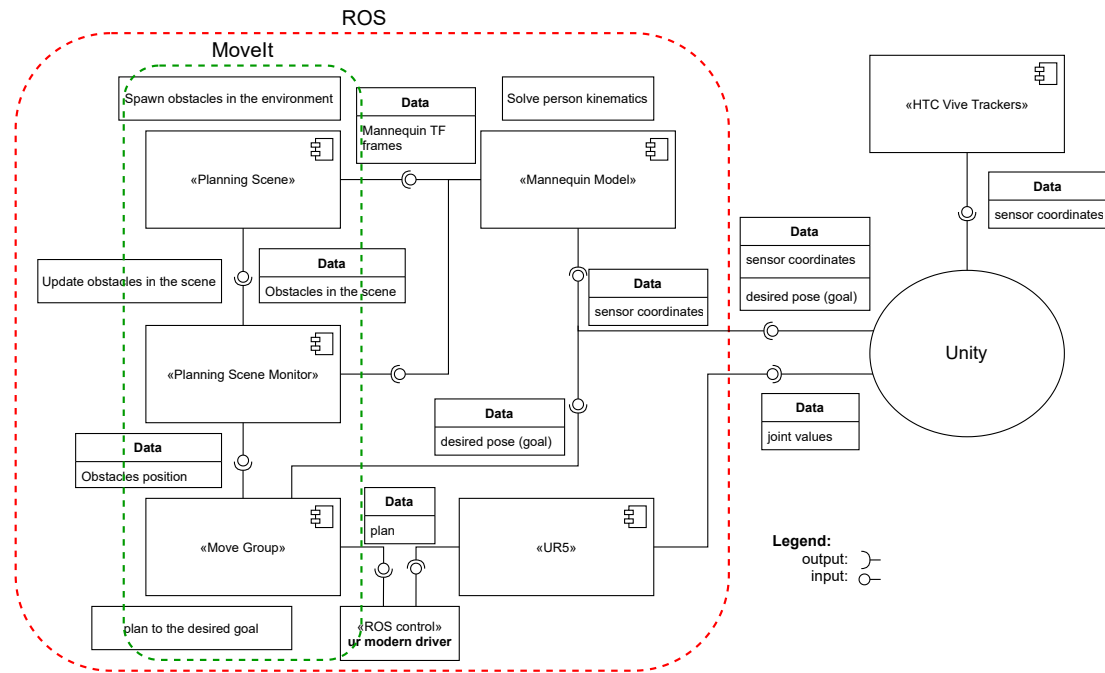 ROS
MoveIt
Spawn obstacles in the environment
Data
Mannequin TF
frames
Solve person kinematics
«HTC Vive Trackers»
«Planning Scene»
«Mannequin Model»
Data
sensor coordinates
Data
sensor coordinates
desired pose (goal)
Update obstacles in the scene
Data
Obstacles in the scene
Data
sensor coordinates
Unity
«Planning Scene Monitor»
Data
desired pose (goal)
Data
joint values
Data
Obstacles position
Data
plan
«Move Group»
«UR5»
Legend:
output:
input:
plan to the desired goal
«ROS control»
ur modern driver